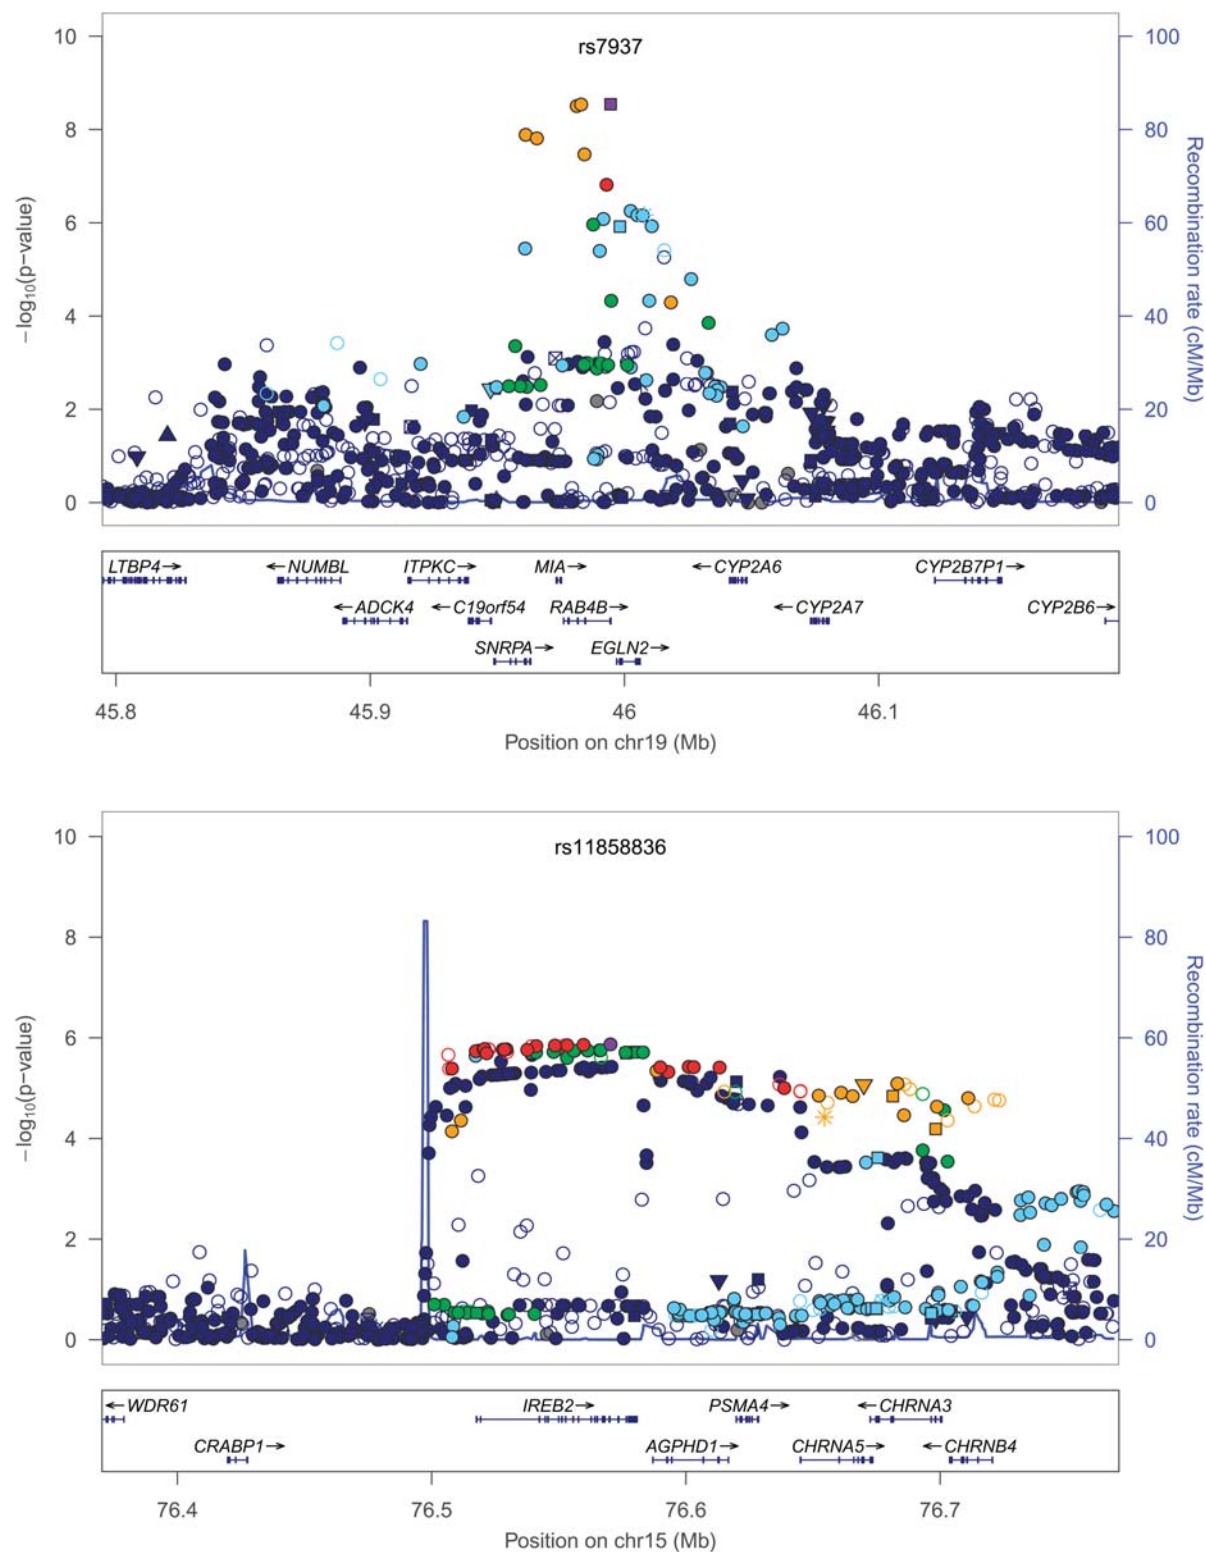 rs7937
10
8
6
4
2
0
−log10(p−value)
100
80
60
40
20
0
Recombination rate (cM/Mb)
LTBP4→ ←NUMBL ITPKC→ MIA→ ←CYP2A6 CYP2B7P1→
←ADCK4 ←C19orf54 RAB4B→ ←CYP2A7 CYP2B6→
SNRPA→ EGLN2→
45.8 45.9 46 46.1
Position on chr19 (Mb)
rs11858836
10
8
6
4
2
0
−log10(p−value)
100
80
60
40
20
0
Recombination rate (cM/Mb)
←WDR61 IREB2→ PSMA4→ ←CHRNA3
CRABP1→ AGPHD1→ CHRNA5→ ←CHRNB4
76.4 76.5 76.6 76.7
Position on chr15 (Mb)